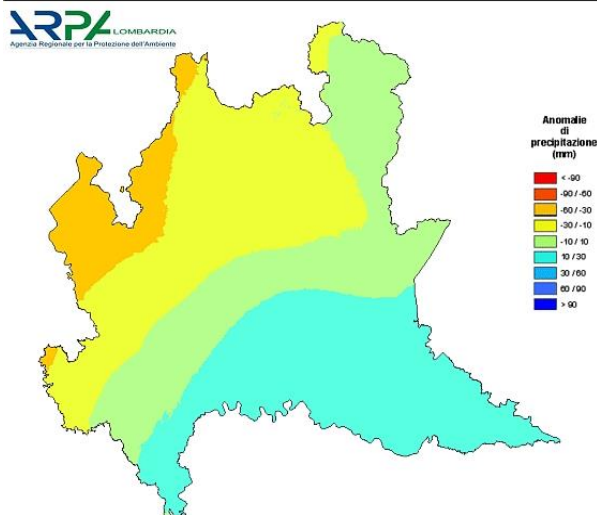 ARPA LOMBARDIA
Agenzia Regionale per la Protezione dell'Ambiente
Anomalie
di
precipitazione
(mm)
< -90
-90 / -60
-60 / -30
-30 / -10
-10 / 10
10 / 30
30 / 60
60 / 90
> 90